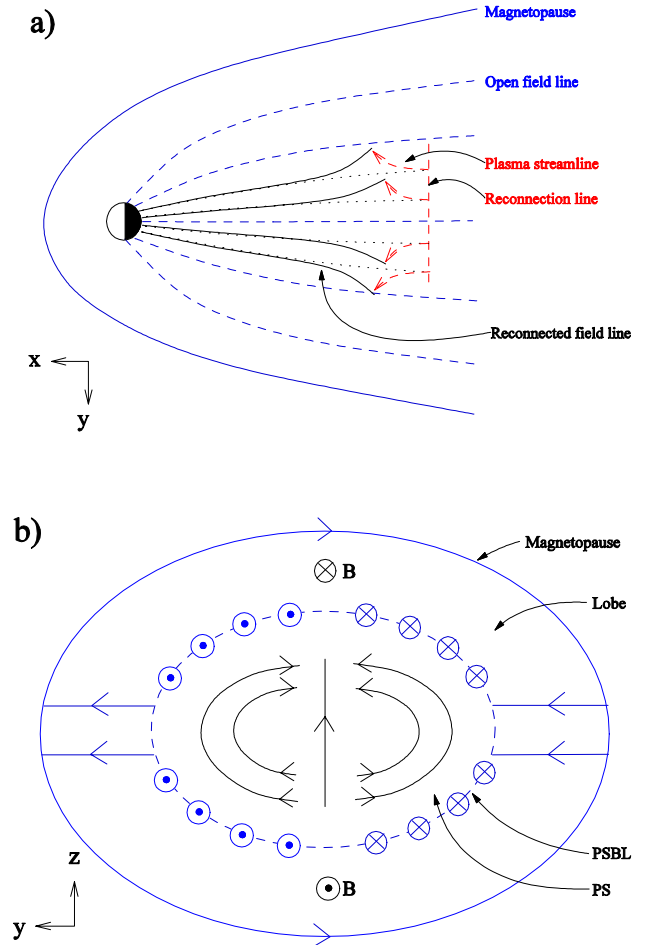 a)
Magnetopause
Open field line
Plasma streamline
Reconnection line
Reconnected field line
x
y
b)
Magnetopause
B
Lobe
PSBL
PS
B
z
y